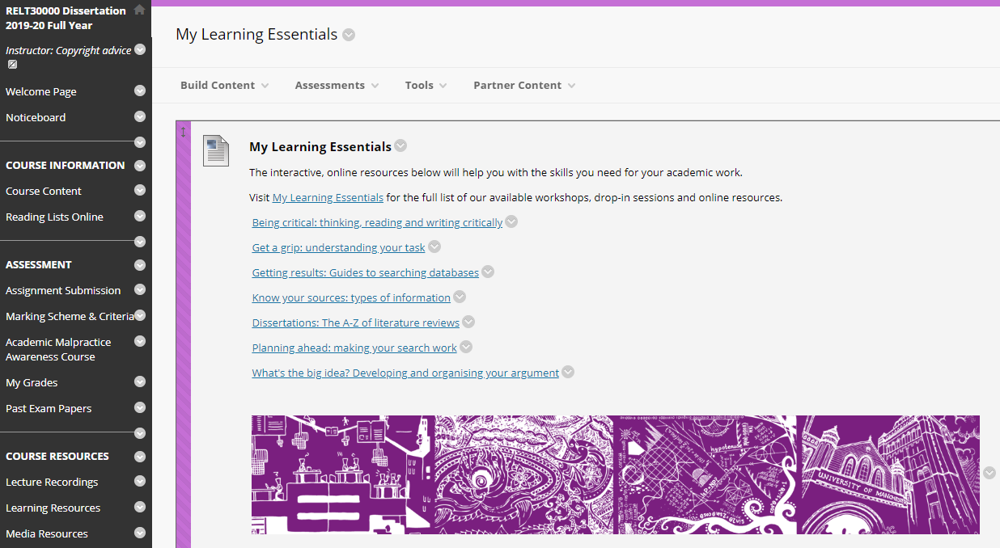 RELT30000 Dissertation
2019-20 Full Year
Instructor: Copyright advice
Welcome Page
Noticeboard
COURSE INFORMATION
Course Content
Reading Lists Online
ASSESSMENT
Assignment Submission
Marking Scheme & Criteria
Academic Malpractice
Awareness Course
My Grades
Past Exam Papers
COURSE RESOURCES
Lecture Recordings
Learning Resources
Media Resources
My Learning Essentials
Build Content
Assessments
Tools
Partner Content
My Learning Essentials
The interactive, online resources below will help you with the skills you need for your academic work.
Visit My Learning Essentials for the full list of our available workshops, drop-in sessions and online resources.
Being critical: thinking, reading and writing critically
Get a grip: understanding your task
Getting results: Guides to searching databases
Know your sources: types of information
Dissertations: The A-Z of literature reviews
Planning ahead: making your search work
What's the big idea? Developing and organising your argument
hypotenuse
UNIVERSITY OF MANCHESTER